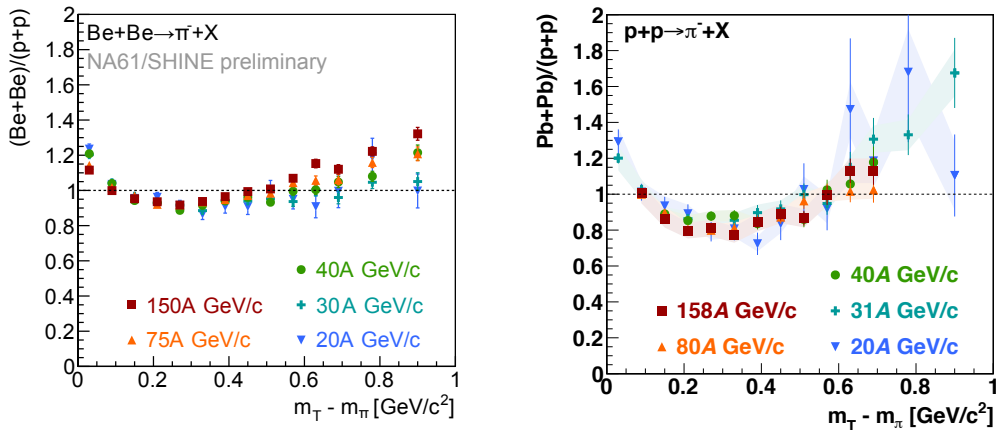 (Be+Be)/(p+p)
2
1.8
1.6
1.4
1.2
1
0.8
0.6
0.4
0.2
0
Be+Be→π⁻+X
NA61/SHINE preliminary
40A GeV/c
150A GeV/c
30A GeV/c
75A GeV/c
20A GeV/c
0 0.2 0.4 0.6 0.8 1
m_T - m_π [GeV/c²]
Pb+Pb)/(p+p)
2
1.8
1.6
1.4
1.2
1
0.8
0.6
0.4
0.2
0
p+p→π⁻+X
40A GeV/c
158A GeV/c
31A GeV/c
80A GeV/c
20A GeV/c
0 0.2 0.4 0.6 0.8 1
m_T - m_π [GeV/c²]